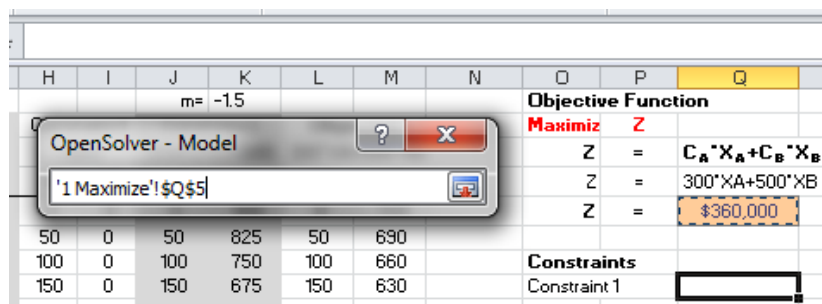 H I J K L M N O P Q
m= -1.5 Objective Function
Maximiz Z
OpenSolver - Model
Z = CA*XA+CB*XB
'1 Maximize'!$Q$5
Z = 300*XA+500*XB
Z = $360,000
50 0 50 825 50 690
100 0 100 750 100 660 Constraints
150 0 150 675 150 630 Constraint 1